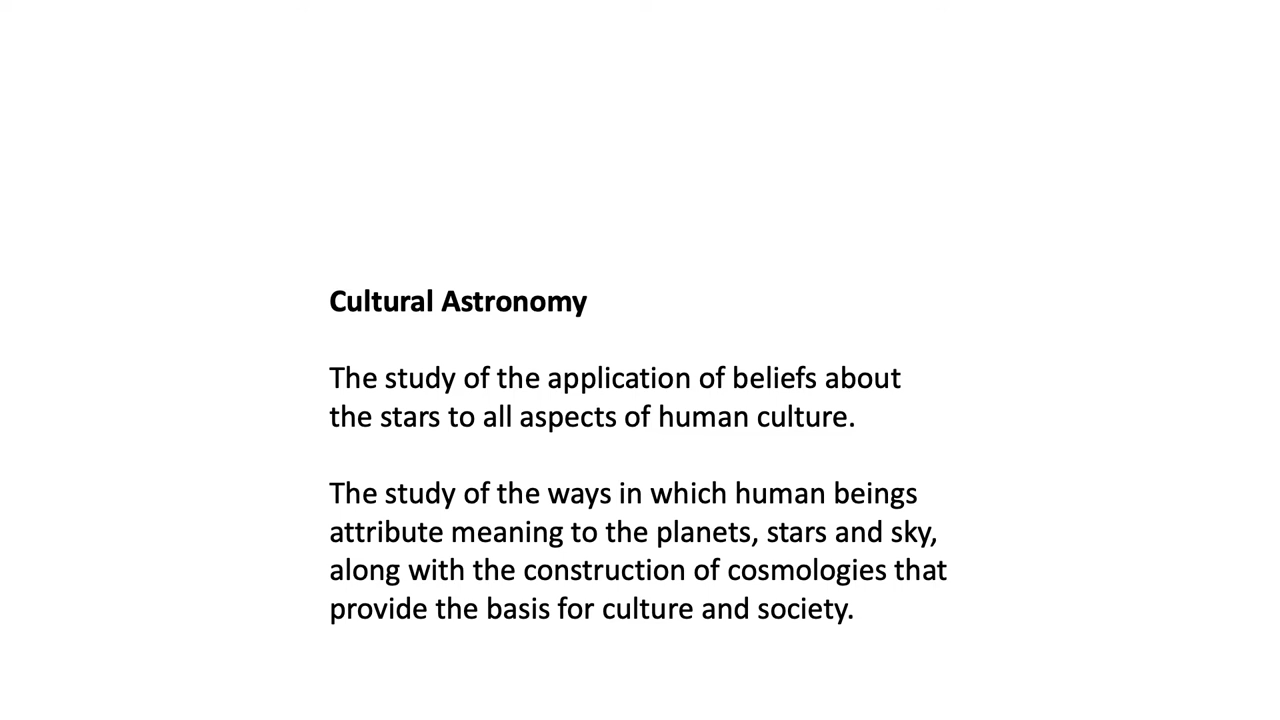 Cultural Astronomy
The study of the application of beliefs about
the stars to all aspects of human culture.
The study of the ways in which human beings
attribute meaning to the planets, stars and sky,
along with the construction of cosmologies that
provide the basis for culture and society.